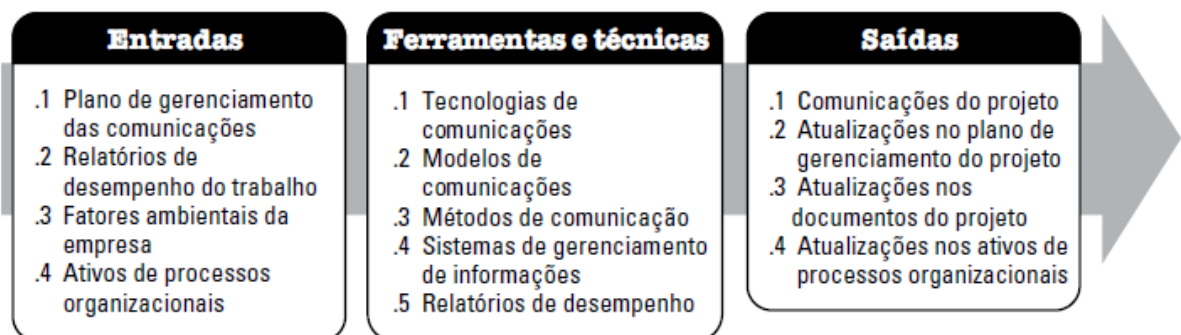 Entradas
.1 Plano de gerenciamento
das comunicações
.2 Relatórios de
desempenho do trabalho
.3 Fatores ambientais da
empresa
.4 Ativos de processos
organizacionais
Ferramentas e técnicas
.1 Tecnologias de
comunicações
.2 Modelos de
comunicações
.3 Métodos de comunicação
.4 Sistemas de gerenciamento
de informações
.5 Relatórios de desempenho
Saídas
.1 Comunicações do projeto
.2 Atualizações no plano de
gerenciamento do projeto
.3 Atualizações nos
documentos do projeto
.4 Atualizações nos ativos de
processos organizacionais